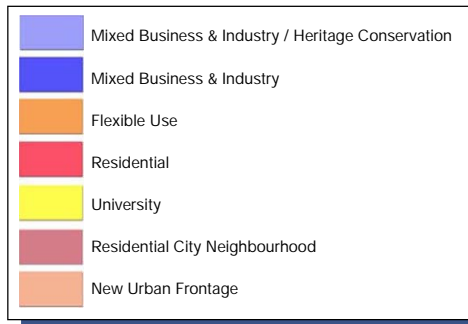 Mixed Business & Industry / Heritage Conservation
Mixed Business & Industry
Flexible Use
Residential
University
Residential City Neighbourhood
New Urban Frontage